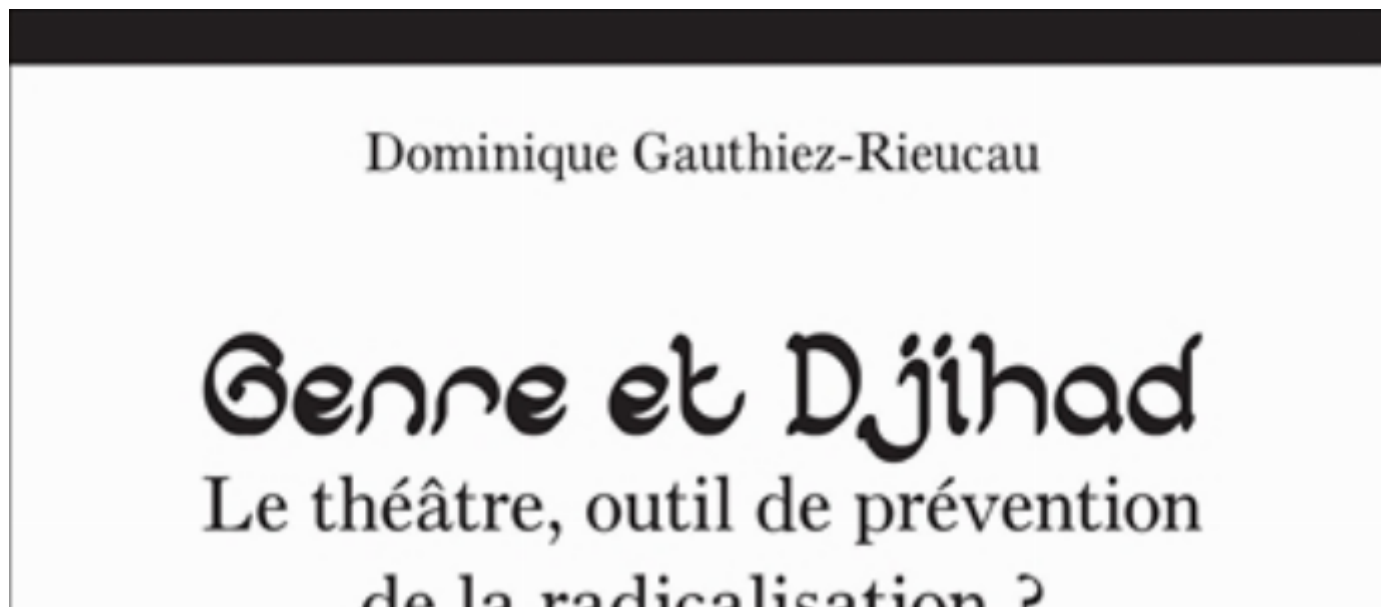 Dominique Gauthiez-Rieucau
Genre et Djihad
Le théâtre, outil de prévention
de la radicalisation ?